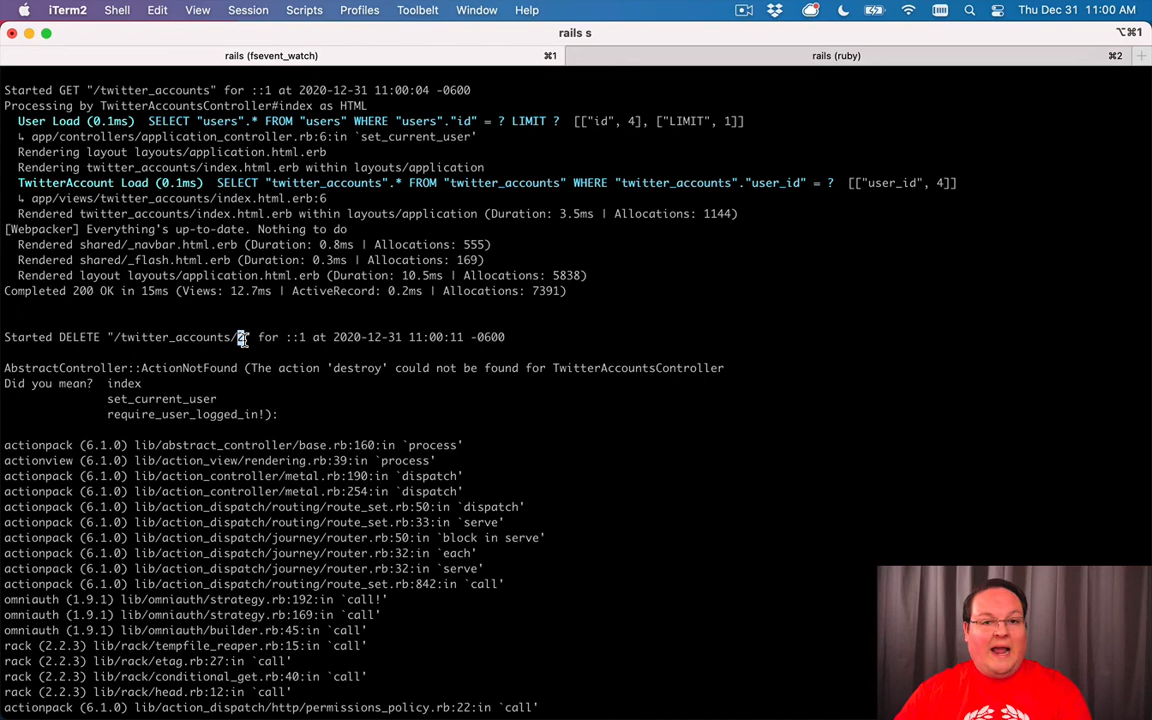 iTerm2 Shell Edit View Session Scripts Profiles Toolbelt Window Help Thu Dec 31 11:00 AM
rails s ⌥⌘1
rails (fsevent_watch) ⌘1 rails (ruby) ⌘2
Started GET "/twitter_accounts" for ::1 at 2020-12-31 11:00:04 -0600
Processing by TwitterAccountsController#index as HTML
User Load (0.1ms) SELECT "users".* FROM "users" WHERE "users"."id" = ? LIMIT ? [["id", 4], ["LIMIT", 1]]
↳ app/controllers/application_controller.rb:6:in `set_current_user'
Rendering layout layouts/application.html.erb
Rendering twitter_accounts/index.html.erb within layouts/application
TwitterAccount Load (0.1ms) SELECT "twitter_accounts".* FROM "twitter_accounts" WHERE "twitter_accounts"."user_id" = ? [["user_id", 4]]
↳ app/views/twitter_accounts/index.html.erb:6
Rendered twitter_accounts/index.html.erb within layouts/application (Duration: 3.5ms | Allocations: 1144)
[Webpacker] Everything's up-to-date. Nothing to do
Rendered shared/_navbar.html.erb (Duration: 0.8ms | Allocations: 555)
Rendered shared/_flash.html.erb (Duration: 0.3ms | Allocations: 169)
Rendered layout layouts/application.html.erb (Duration: 10.5ms | Allocations: 5838)
Completed 200 OK in 15ms (Views: 12.7ms | ActiveRecord: 0.2ms | Allocations: 7391)
Started DELETE "/twitter_accounts/2" for ::1 at 2020-12-31 11:00:11 -0600
AbstractController::ActionNotFound (The action 'destroy' could not be found for TwitterAccountsController
Did you mean? index
set_current_user
require_user_logged_in!):
actionpack (6.1.0) lib/abstract_controller/base.rb:160:in `process'
actionview (6.1.0) lib/action_view/rendering.rb:39:in `process'
actionpack (6.1.0) lib/action_controller/metal.rb:190:in `dispatch'
actionpack (6.1.0) lib/action_controller/metal.rb:254:in `dispatch'
actionpack (6.1.0) lib/action_dispatch/routing/route_set.rb:50:in `dispatch'
actionpack (6.1.0) lib/action_dispatch/routing/route_set.rb:33:in `serve'
actionpack (6.1.0) lib/action_dispatch/journey/router.rb:50:in `block in serve'
actionpack (6.1.0) lib/action_dispatch/journey/router.rb:32:in `each'
actionpack (6.1.0) lib/action_dispatch/journey/router.rb:32:in `serve'
actionpack (6.1.0) lib/action_dispatch/routing/route_set.rb:842:in `call'
omniauth (1.9.1) lib/omniauth/strategy.rb:192:in `call!'
omniauth (1.9.1) lib/omniauth/strategy.rb:169:in `call'
omniauth (1.9.1) lib/omniauth/builder.rb:45:in `call'
rack (2.2.3) lib/rack/tempfile_reaper.rb:15:in `call'
rack (2.2.3) lib/rack/etag.rb:27:in `call'
rack (2.2.3) lib/rack/conditional_get.rb:40:in `call'
rack (2.2.3) lib/rack/head.rb:12:in `call'
actionpack (6.1.0) lib/action_dispatch/http/permissions_policy.rb:22:in `call'